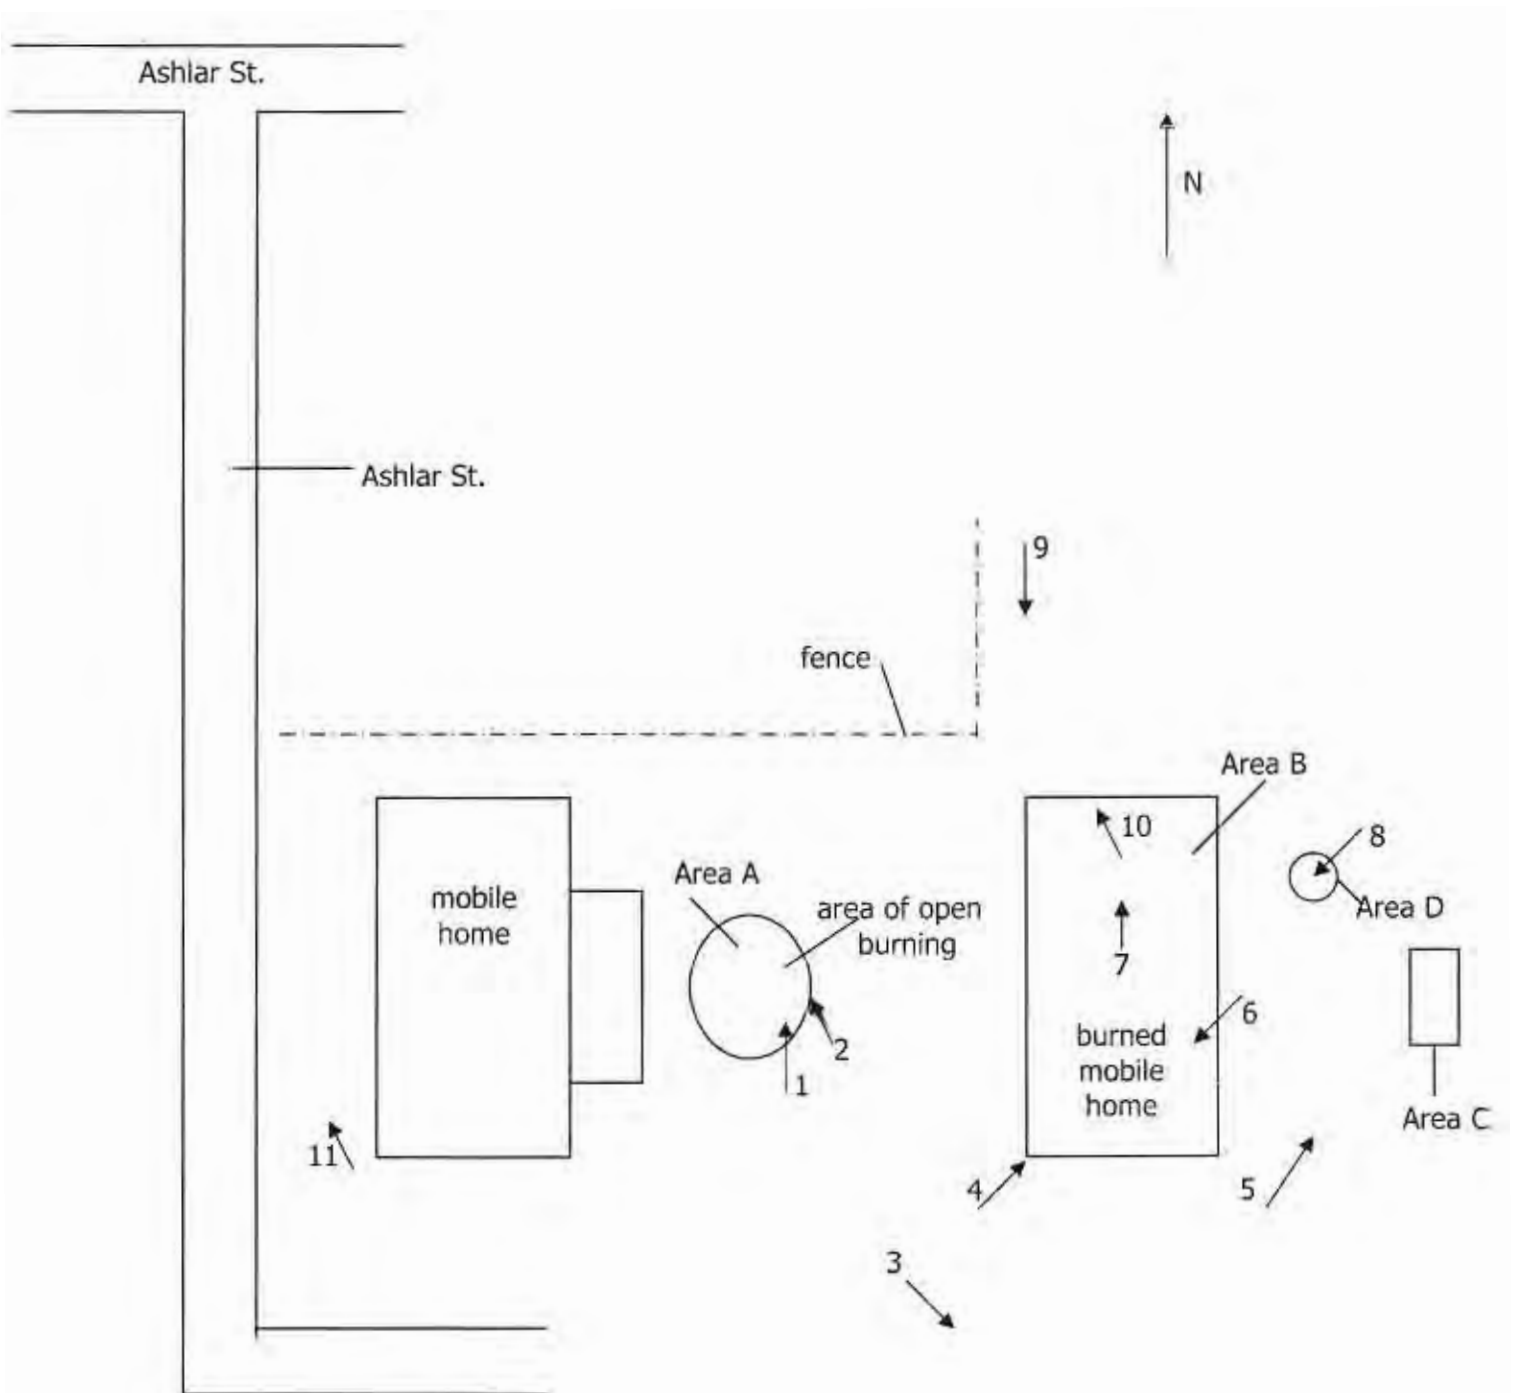 Ashlar St.
N
Ashlar St.
9
fence
Area B
10
8
Area A
mobile
home
area of open
burning
Area D
7
6
burned
mobile
home
2
1
Area C
11
4
5
3